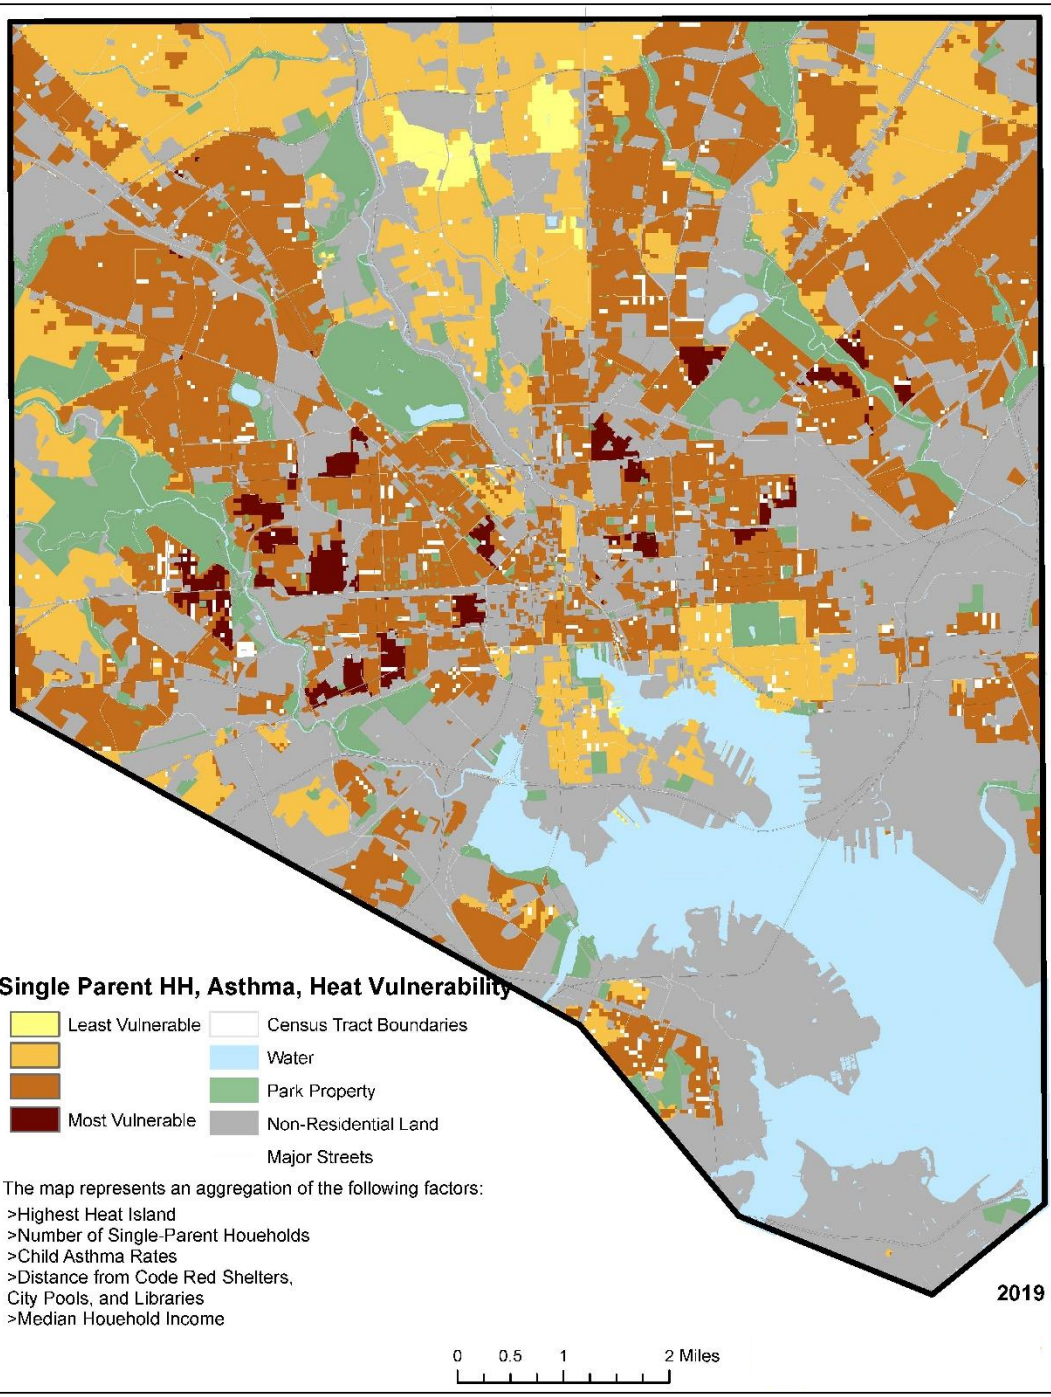 Single Parent HH, Asthma, Heat Vulnerability
Least Vulnerable
Most Vulnerable
Census Tract Boundaries
Water
Park Property
Non-Residential Land
Major Streets
The map represents an aggregation of the following factors:
>Highest Heat Island
>Number of Single-Parent Houeholds
>Child Asthma Rates
>Distance from Code Red Shelters,
City Pools, and Libraries
>Median Houehold Income
2019
0 0.5 1 2 Miles